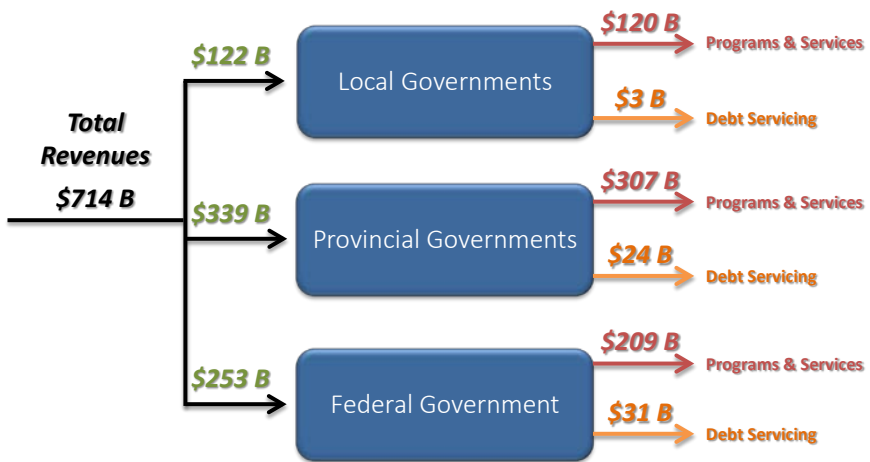 $120 B
Programs & Services
$122 B
Local Governments
$3 B
Debt Servicing
Total
Revenues
$714 B
$307 B
Programs & Services
$339 B
Provincial Governments
$24 B
Debt Servicing
$209 B
Programs & Services
$253 B
Federal Government
$31 B
Debt Servicing